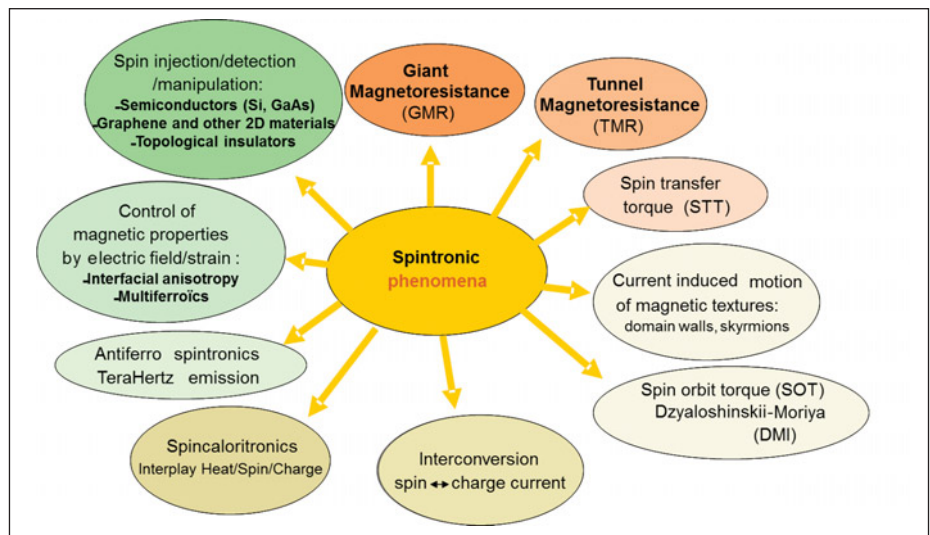 Spin injection/detection
/manipulation:
-Semiconductors (Si, GaAs)
-Graphene and other 2D materials
-Topological insulators
Giant
Magnetoresistance
(GMR)
Tunnel
Magnetoresistance
(TMR)
Spin transfer
torque (STT)
Control of
magnetic properties
by electric field/strain :
-Interfacial anisotropy
-Multiferroïcs
Spintronic
phenomena
Current induced motion
of magnetic textures:
domain walls, skyrmions
Antiferro spintronics
TeraHertz emission
Spin orbit torque (SOT)
Dzyaloshinskii-Moriya
(DMI)
Spincaloritronics
Interplay Heat/Spin/Charge
Interconversion
spin ↔ charge current